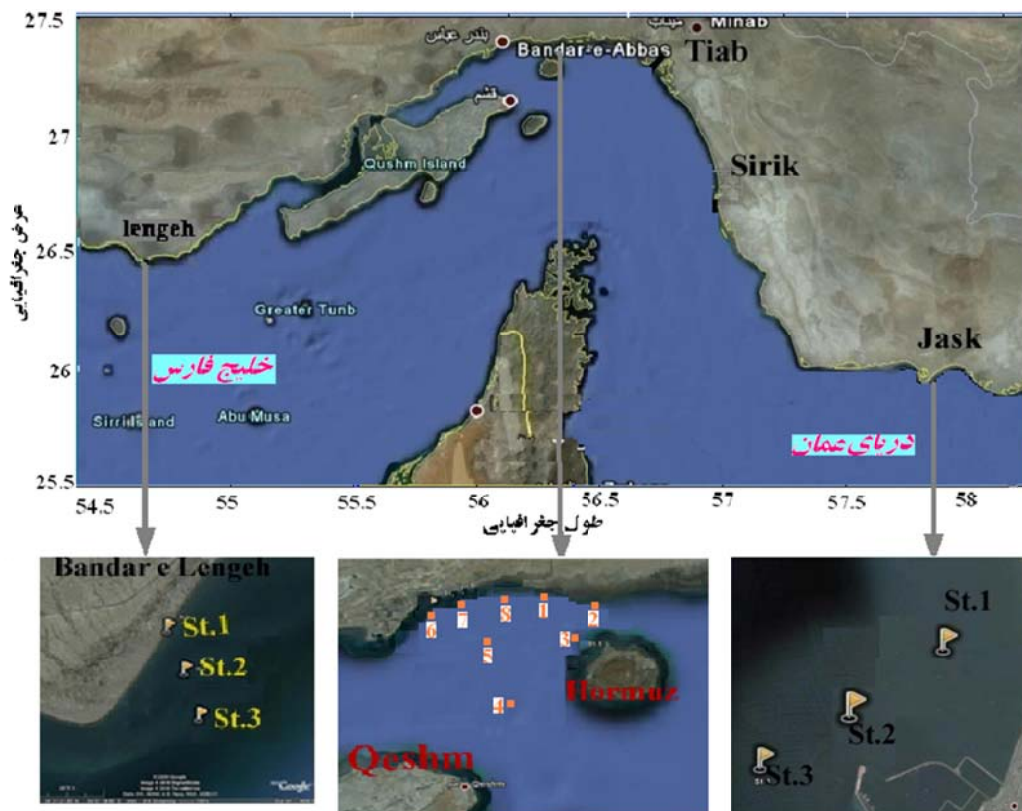 27.5
27
26.5
26
25.5
عرض جغرافیایی
میناب
Minab
بندر عباس
Bandar-e-Abbas
Tiab
قشم
Qushm Island
Sirik
lengeh
Greater Tunb
خلیج فارس
Jask
Sirri Island
Abu Musa
دریای عمان
54.5
55
55.5
56
56.5
57
57.5
58
طول جغرافیایی
Bandar e Lengeh
St.1
St.2
St.3
Google
6
7
S
1
2
3
S
4
Hormuz
Qeshm
St.1
St.2
St.3